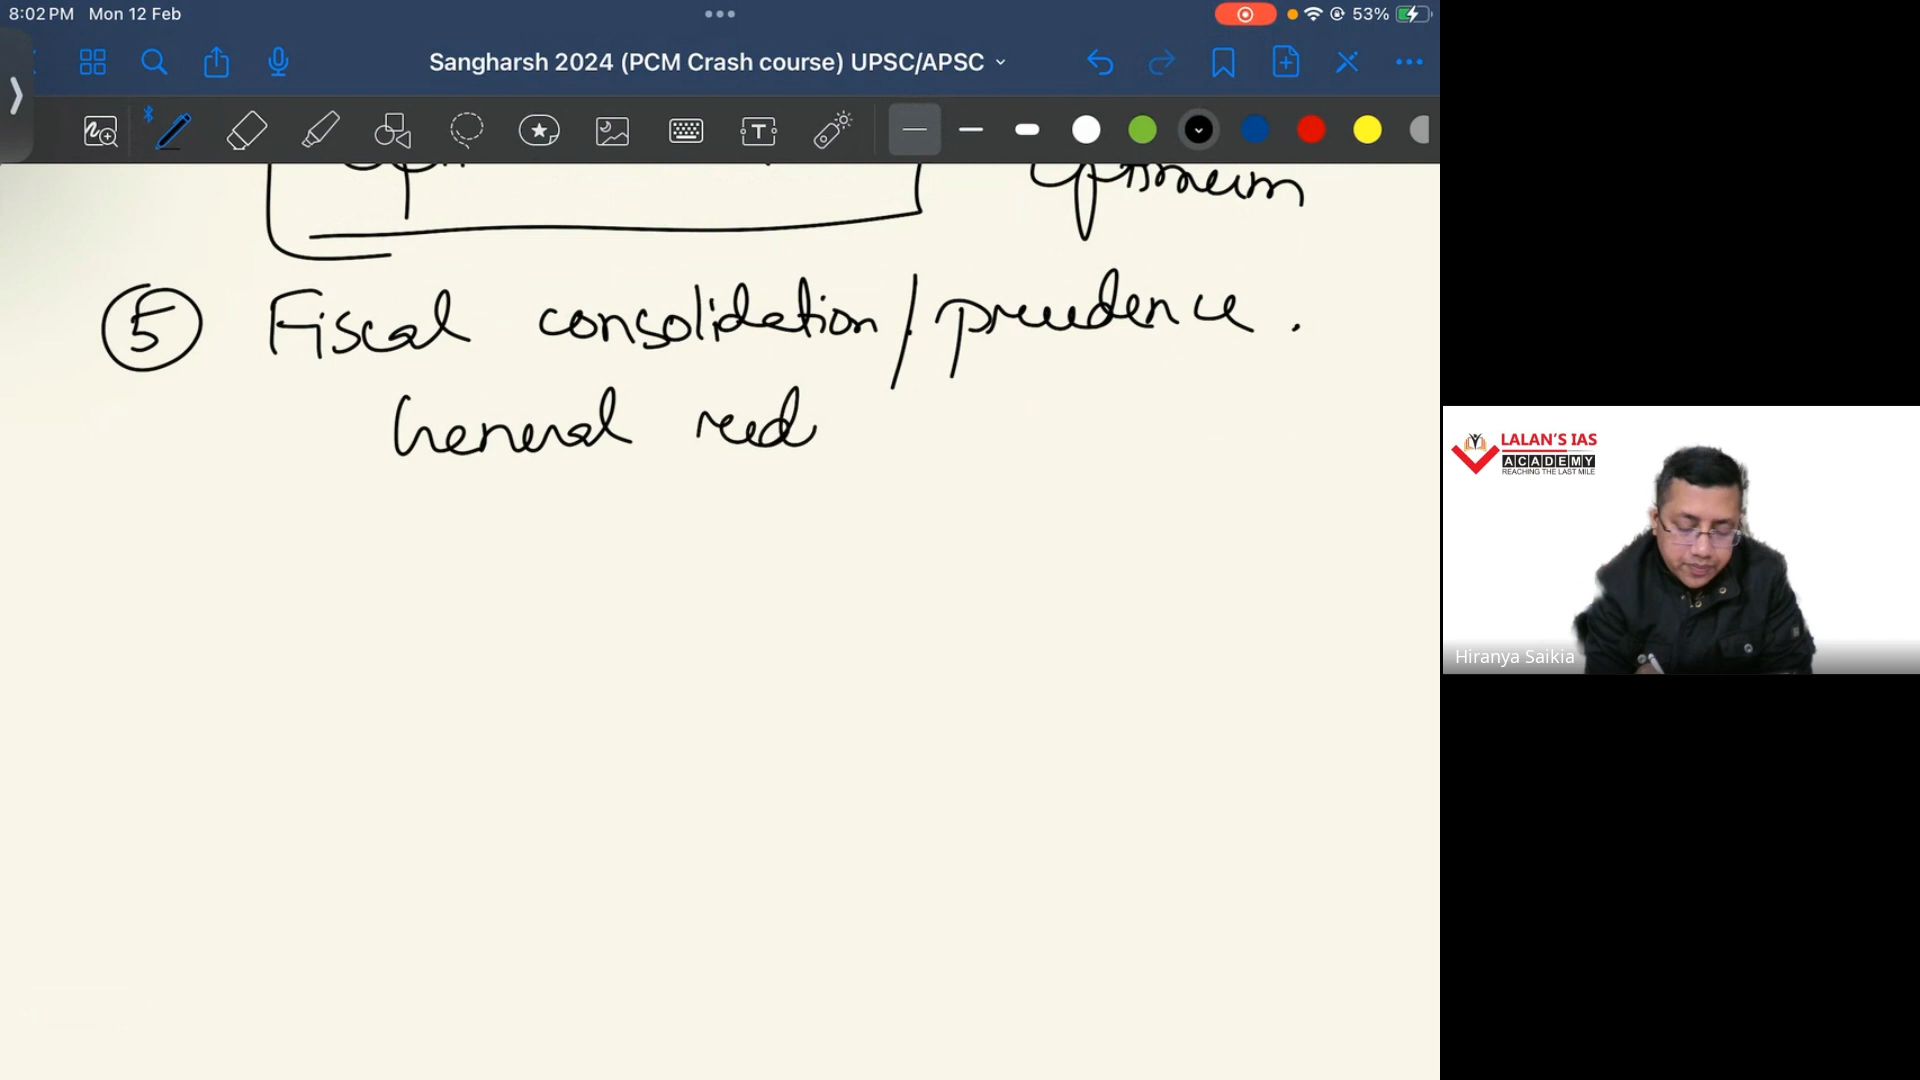 8:02 PM Mon 12 Feb
53%
Sangharsh 2024 (PCM Crash course) UPSC/APSC
T
optimum
5 Fiscal consolidation / prudence.
General red
LALAN'S IAS
ACADEMY
REACHING THE LAST MILE
Hiranya Saikia